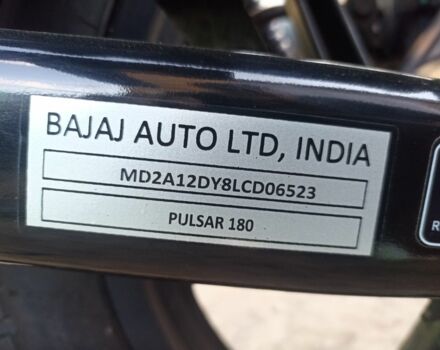 BAJAJ AUTO LTD, INDIA
MD2A12DY8LCD06523
PULSAR 180
R